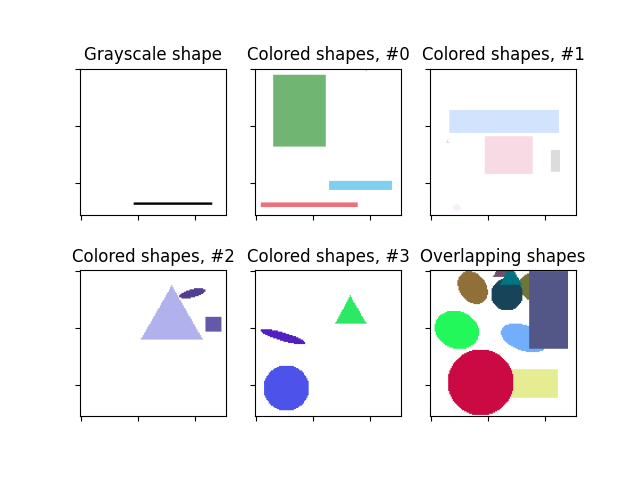 Grayscale shape
Colored shapes, #0
Colored shapes, #1
Colored shapes, #2
Colored shapes, #3
Overlapping shapes